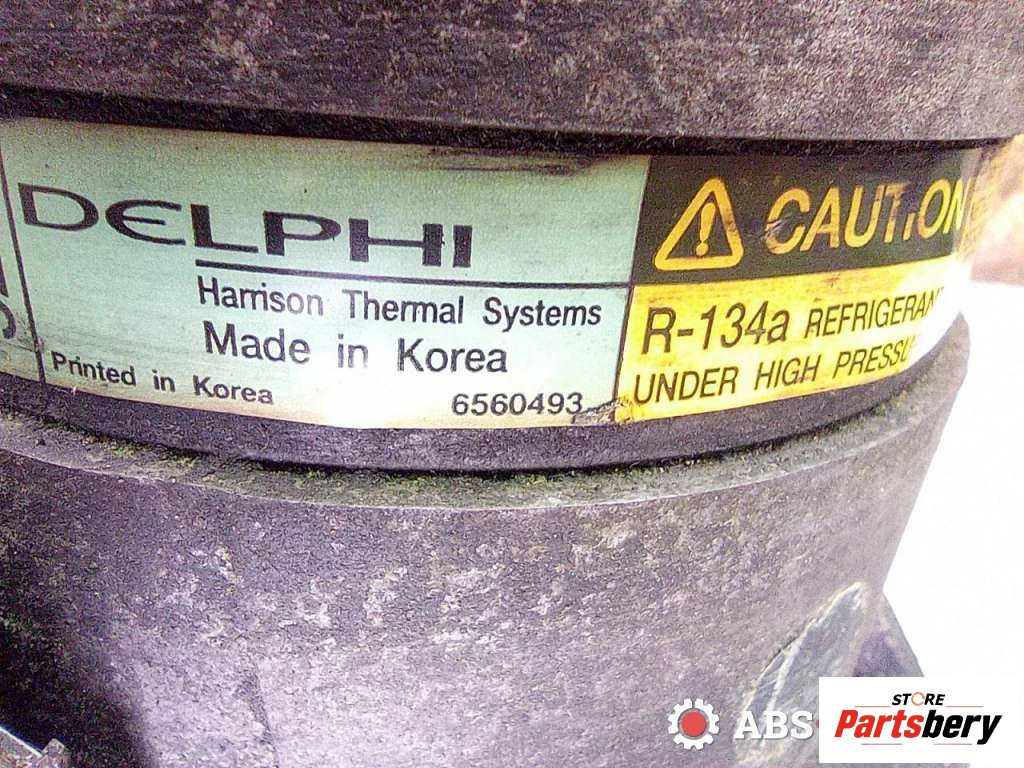 DELPHI
Harrison Thermal Systems
Made in Korea
Printed in Korea
6560493
CAUTION
R-134a REFRIGERANT
UNDER HIGH
ABS
STORE
Partsbery